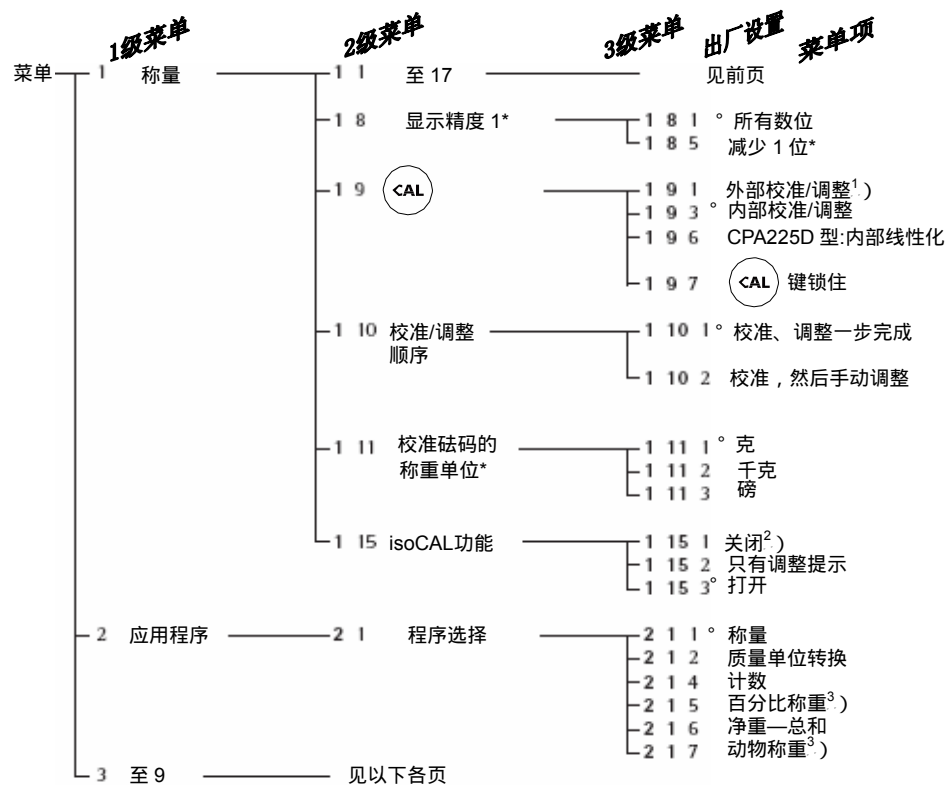 1级菜单 2级菜单 3级菜单 出厂设置 菜单项
菜单 1 称量 1 1 至 17 见前页
1 8 显示精度 1* 1 8 1 ° 所有数位
1 8 5 减少 1 位*
1 9 CAL 1 9 1 外部校准/调整1)
1 9 3 ° 内部校准/调整
1 9 6 CPA225D 型:内部线性化
1 9 7 CAL 键锁住
1 10 校准/调整 1 10 1 ° 校准、调整一步完成
顺序
1 10 2 校准,然后手动调整
1 11 校准砝码的 1 11 1 ° 克
称重单位* 1 11 2 千克
1 11 3 磅
1 15 isoCAL功能 1 15 1 关闭2)
1 15 2 只有调整提示
1 15 3 ° 打开
2 应用程序 2 1 程序选择 2 1 1 ° 称量
2 1 2 质量单位转换
2 1 4 计数
2 1 5 百分比称重3)
2 1 6 净重—总和
2 1 7 动物称重3)
3 至 9 见以下各页